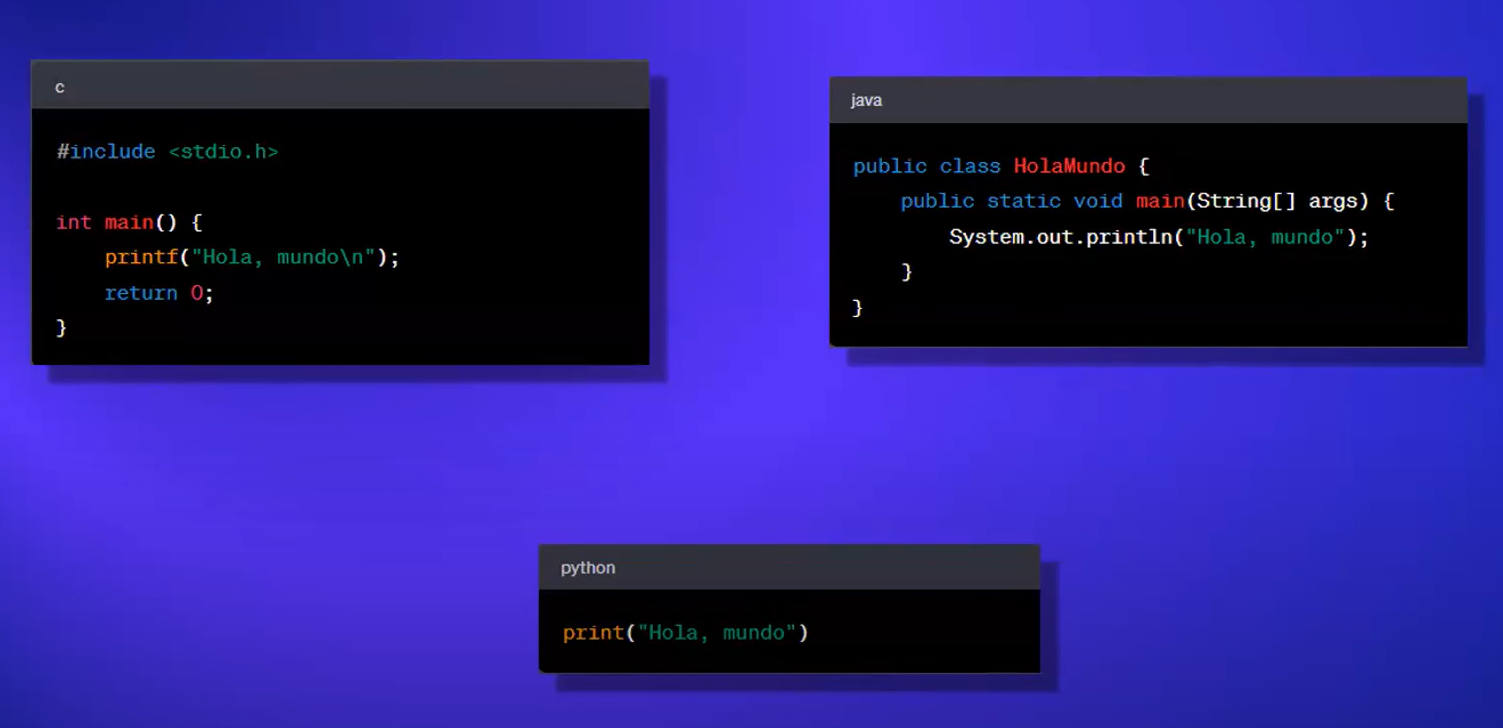 c
#include <stdio.h>
int main() {
    printf("Hola, mundo\n");
    return 0;
}
java
public class HolaMundo {
    public static void main(String[] args) {
        System.out.println("Hola, mundo");
    }
}
python
print("Hola, mundo")